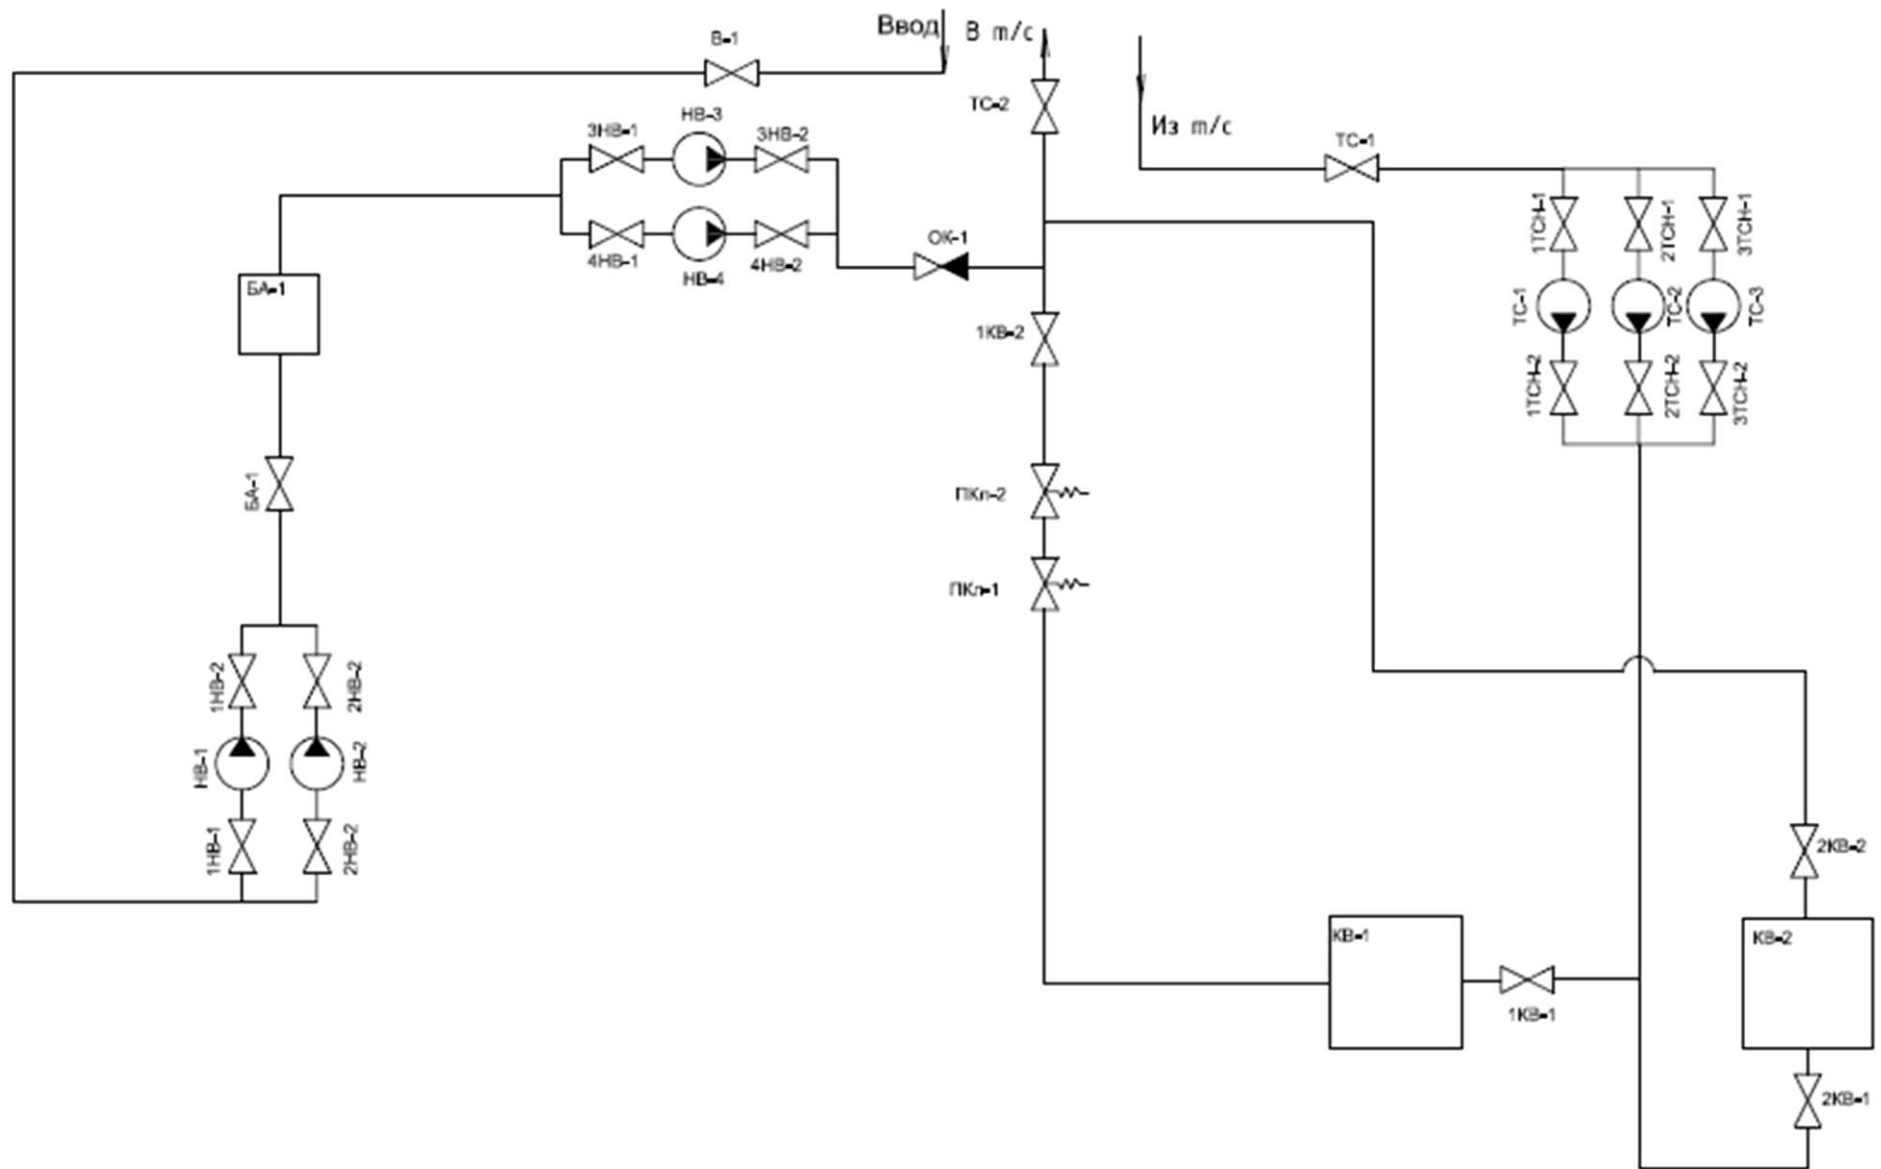 Ввод
В т/с
В-1
ТС-2
Из т/с
ТС-1
НВ-3
3НВ-1
3НВ-2
4НВ-1
НВ-4
4НВ-2
ОК-1
1ТСН-1
2ТСН-1
3ТСН-1
БА-1
ТС-1
ТС-2
ТС-3
1КВ-2
1ТСН-2
2ТСН-2
3ТСН-2
БА-1
ПКл-2
ПКл-1
1НВ-2
2НВ-2
НВ-1
НВ-2
1НВ-1
2НВ-2
2КВ-2
КВ-1
КВ-2
1КВ-1
2КВ-1